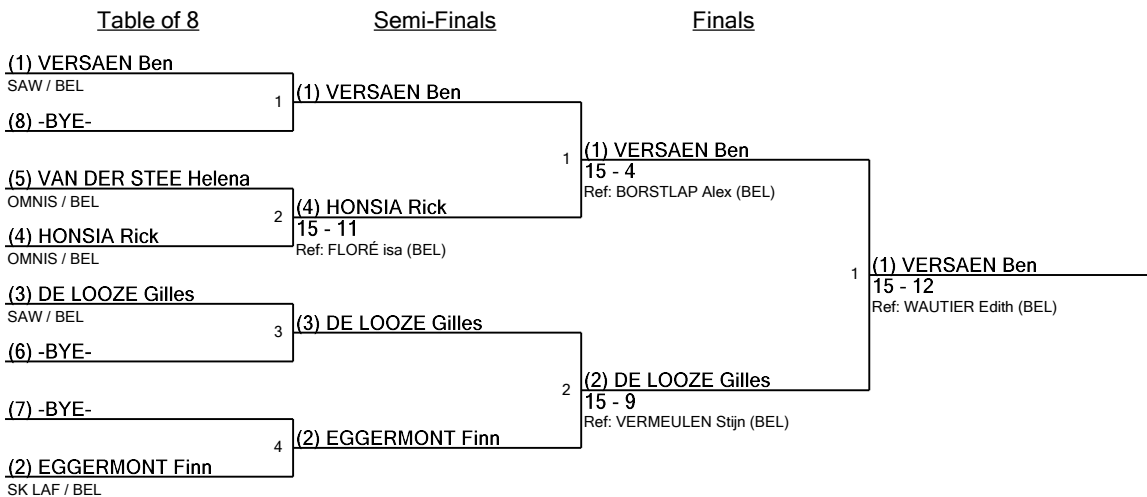 Table of 8
Semi-Finals
Finals
(1) VERSAEN Ben
SAW / BEL
1
(8) -BYE-
(1) VERSAEN Ben
(5) VAN DER STEE Helena
OMNIS / BEL
2
(4) HONSIA Rick
OMNIS / BEL
(4) HONSIA Rick
15 - 11
Ref: FLORÉ isa (BEL)
1
(1) VERSAEN Ben
15 - 4
Ref: BORSTLAP Alex (BEL)
(3) DE LOOZE Gilles
SAW / BEL
3
(6) -BYE-
(3) DE LOOZE Gilles
(7) -BYE-
4
(2) EGGERMONT Finn
SK LAF / BEL
(2) EGGERMONT Finn
2
(2) DE LOOZE Gilles
15 - 9
Ref: VERMEULEN Stijn (BEL)
1
(1) VERSAEN Ben
15 - 12
Ref: WAUTIER Edith (BEL)